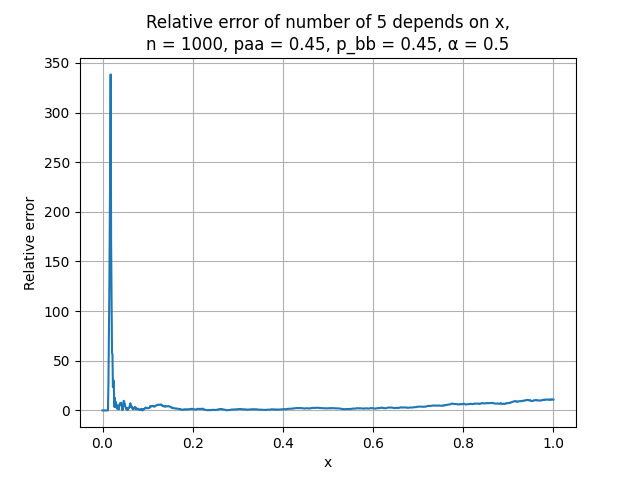 Relative error of number of 5 depends on x,
n = 1000, paa = 0.45, p_bb = 0.45, α = 0.5
350
300
250
200
150
100
50
0
Relative error
0.0 0.2 0.4 0.6 0.8 1.0
x